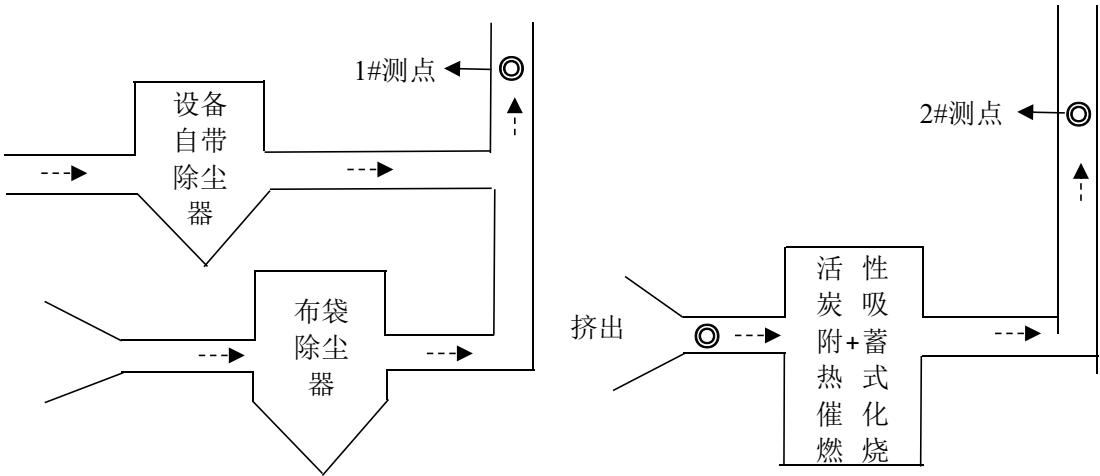 1#测点
设备
自带
除尘
器
布袋
除尘
器
2#测点
挤出
活性
炭吸
附+蓄
热式
催化
燃烧